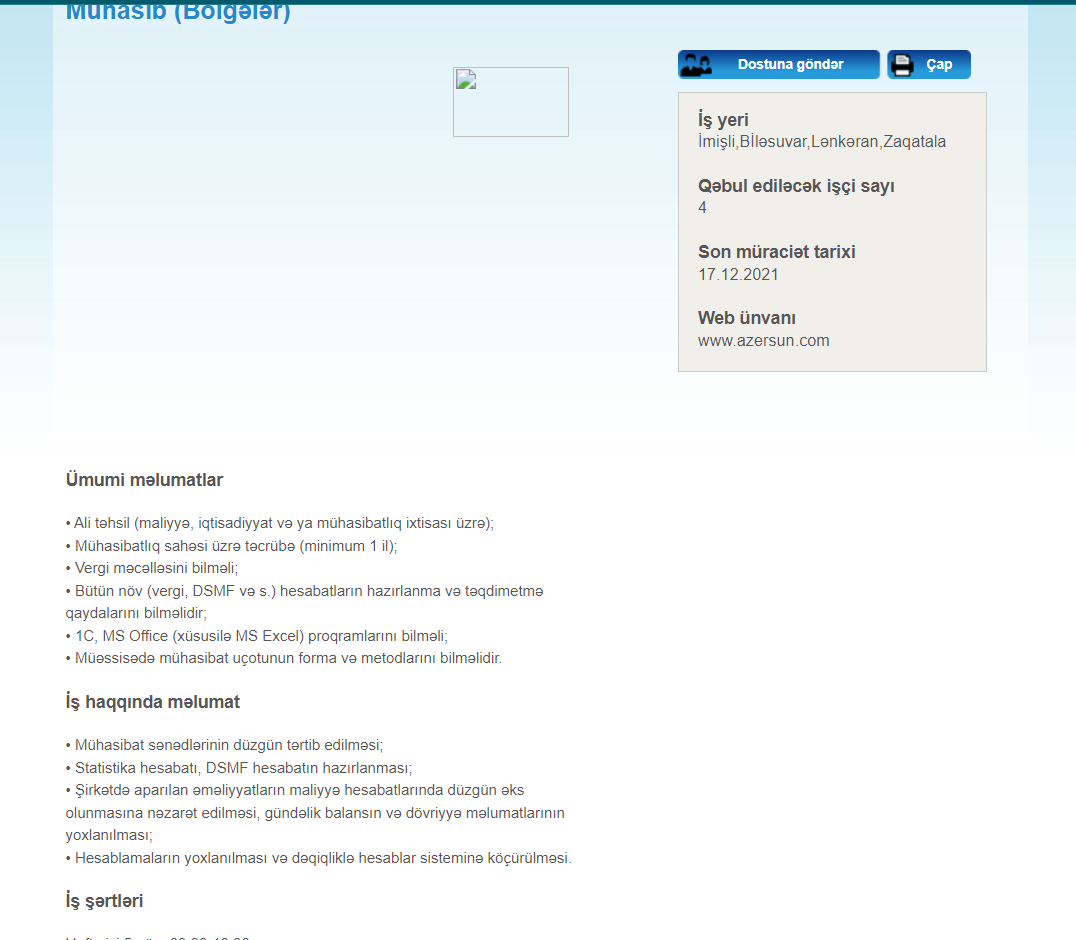 Mühasib (Bölgələr)
Dostuna göndər
Çap
İş yeri
İmişli,Bİləsuvar,Lənkəran,Zaqatala
Qəbul ediləcək işçi sayı
4
Son müraciət tarixi
17.12.2021
Web ünvanı
www.azersun.com
Ümumi məlumatlar
• Ali təhsil (maliyyə, iqtisadiyyat və ya mühasibatlıq ixtisası üzrə);
• Mühasibatlıq sahəsi üzrə təcrübə (minimum 1 il);
• Vergi məcəlləsini bilməli;
• Bütün növ (vergi, DSMF və s.) hesabatların hazırlanma və təqdimetmə
qaydalarını bilməlidir;
• 1C, MS Office (xüsusilə MS Excel) proqramlarını bilməli;
• Müəssisədə mühasibat uçotunun forma və metodlarını bilməlidir.
İş haqqında məlumat
• Mühasibat sənədlərinin düzgün tərtib edilməsi;
• Statistika hesabatı, DSMF hesabatın hazırlanması;
• Şirkətdə aparılan əməliyyatların maliyyə hesabatlarında düzgün əks
olunmasına nəzarət edilməsi, gündəlik balansın və dövriyyə məlumatlarının
yoxlanılması;
• Hesablamaların yoxlanılması və dəqiqliklə hesablar sisteminə köçürülməsi.
İş şərtləri